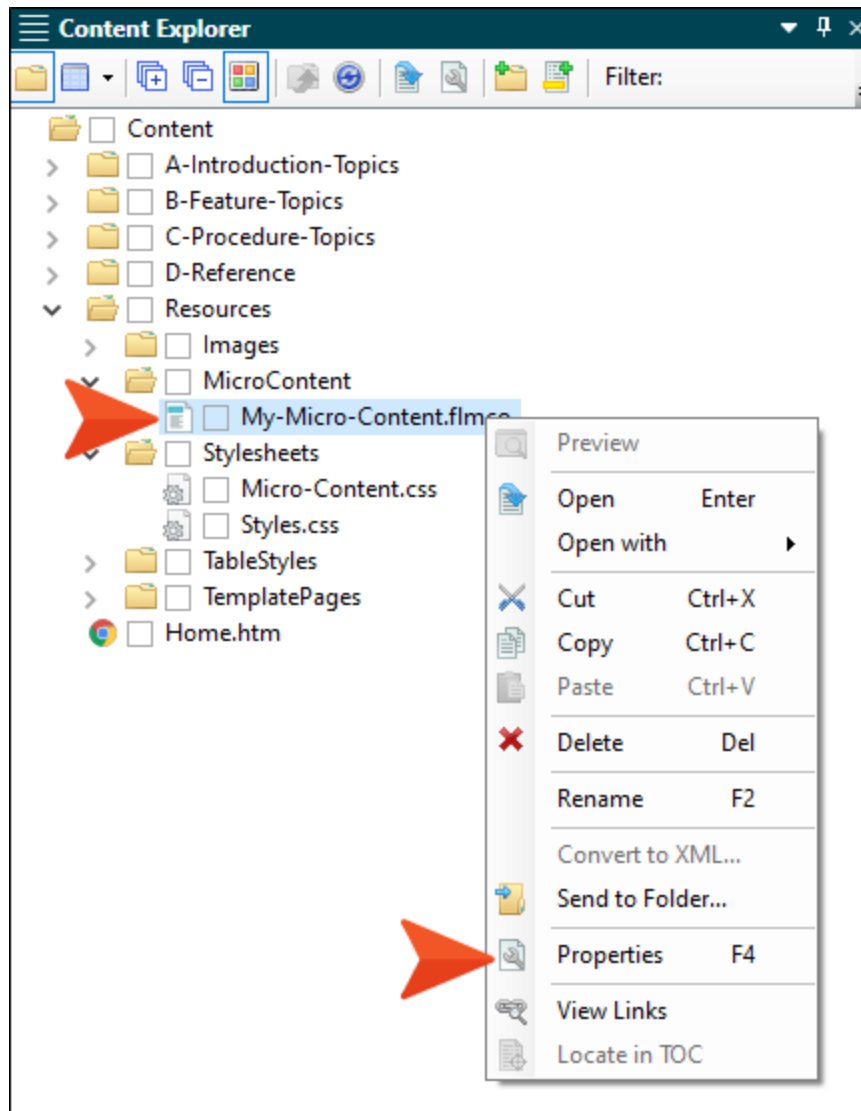 Content Explorer
Filter:
Content
A-Introduction-Topics
B-Feature-Topics
C-Procedure-Topics
D-Reference
Resources
Images
MicroContent
My-Micro-Content.flmco
Stylesheets
Micro-Content.css
Styles.css
TableStyles
TemplatePages
Home.htm
Preview
Open Enter
Open with
Cut Ctrl+X
Copy Ctrl+C
Paste Ctrl+V
Delete Del
Rename F2
Convert to XML...
Send to Folder...
Properties F4
View Links
Locate in TOC